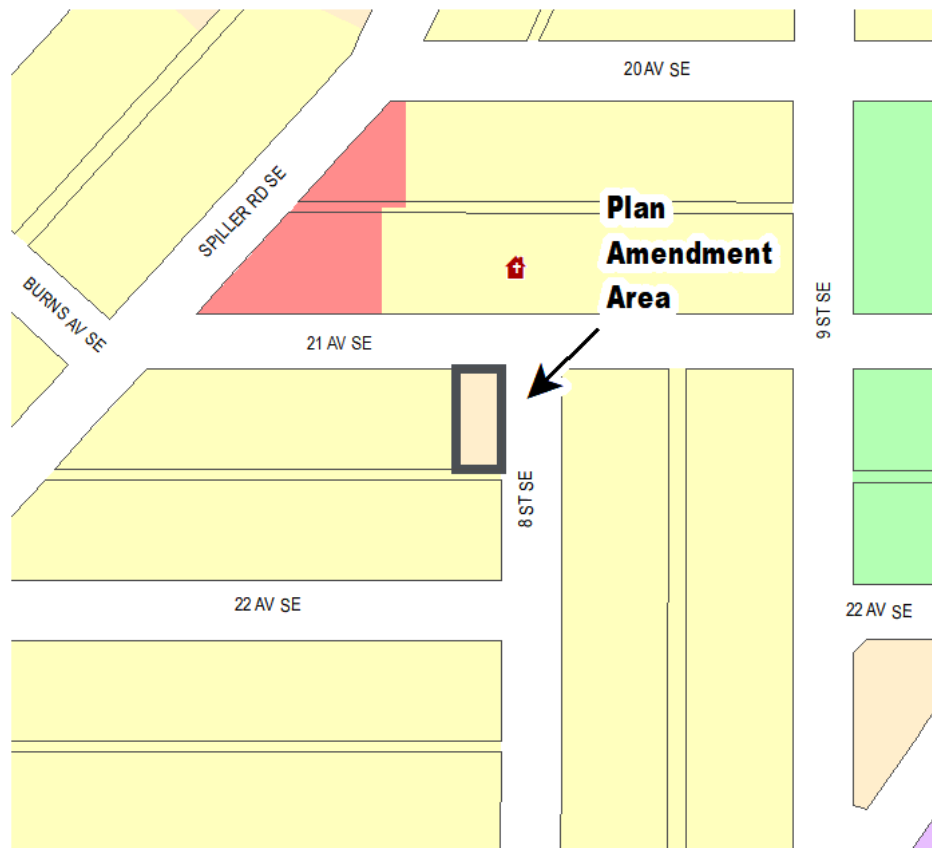 20 AV SE
SPILLER RD SE
Plan
Amendment
Area
BURNS AV SE
9 ST SE
21 AV SE
8 ST SE
22 AV SE
22 AV SE